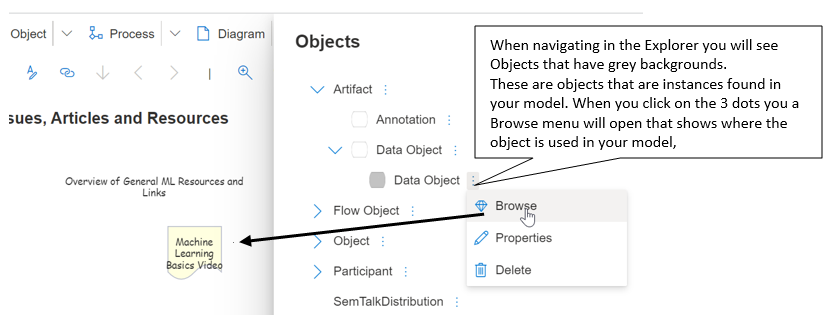 Object
Process
Diagram
sues, Articles and Resources
Overview of General ML Resources and
Links
Machine
Learning
Basics Video
Objects
Artifact
Annotation
Data Object
Data Object
Flow Object
Object
Participant
SemTalkDistribution
Browse
Properties
Delete
When navigating in the Explorer you will see
Objects that have grey backgrounds.
These are objects that are instances found in
your model. When you click on the 3 dots you a
Browse menu will open that shows where the
object is used in your model,